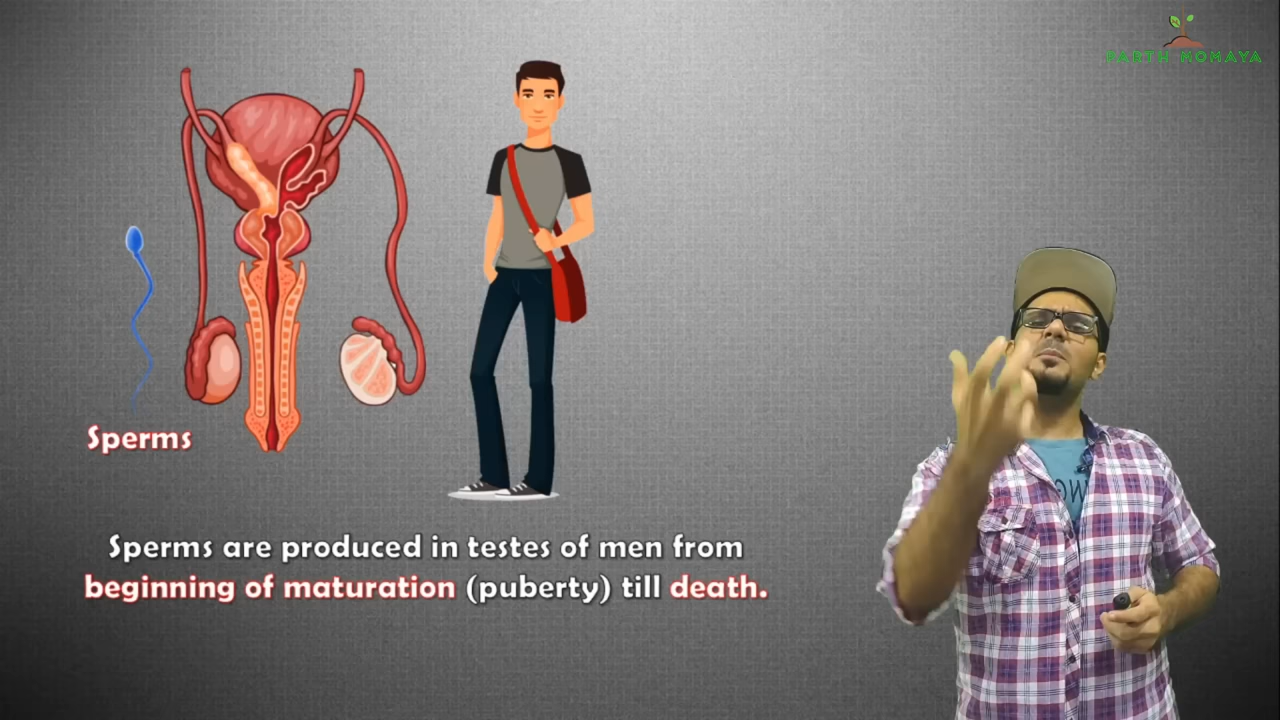 PARTH MOMAYA
Sperms
Sperms are produced in testes of men from
beginning of maturation (puberty) till death.